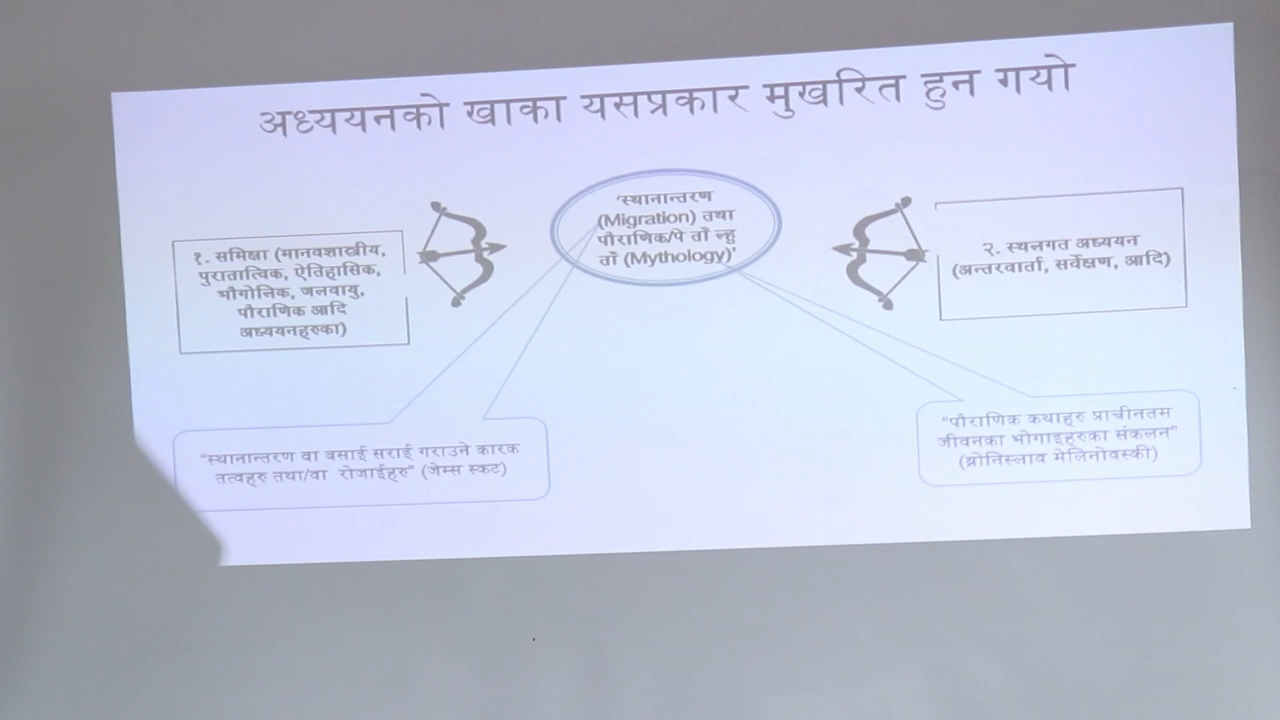 अध्ययनको खाका यसप्रकार मुखरित हुन गयो
'स्थानान्तरण
(Migration) तथा
पौराणिक/पे ताँ ल्हु
ताँ (Mythology)'
१. समिक्षा (मानवशास्त्रीय,
पुरातात्विक, ऐतिहासिक,
भौगोलिक, जलवायु,
पौराणिक आदि
अध्ययनहरुका)
२. स्थलगत अध्ययन
(अन्तरवार्ता, सर्वेक्षण, आदि)
"स्थानान्तरण वा बसाई सराई गराउने कारक
तत्वहरु तथा/वा रोजाईहरु" (जेम्स स्कट)
"पौराणिक कथाहरु प्राचीनतम
जीवनका भोगाइहरुका संकलन"
(ब्रोनिस्लाव मेलिनोवस्की)